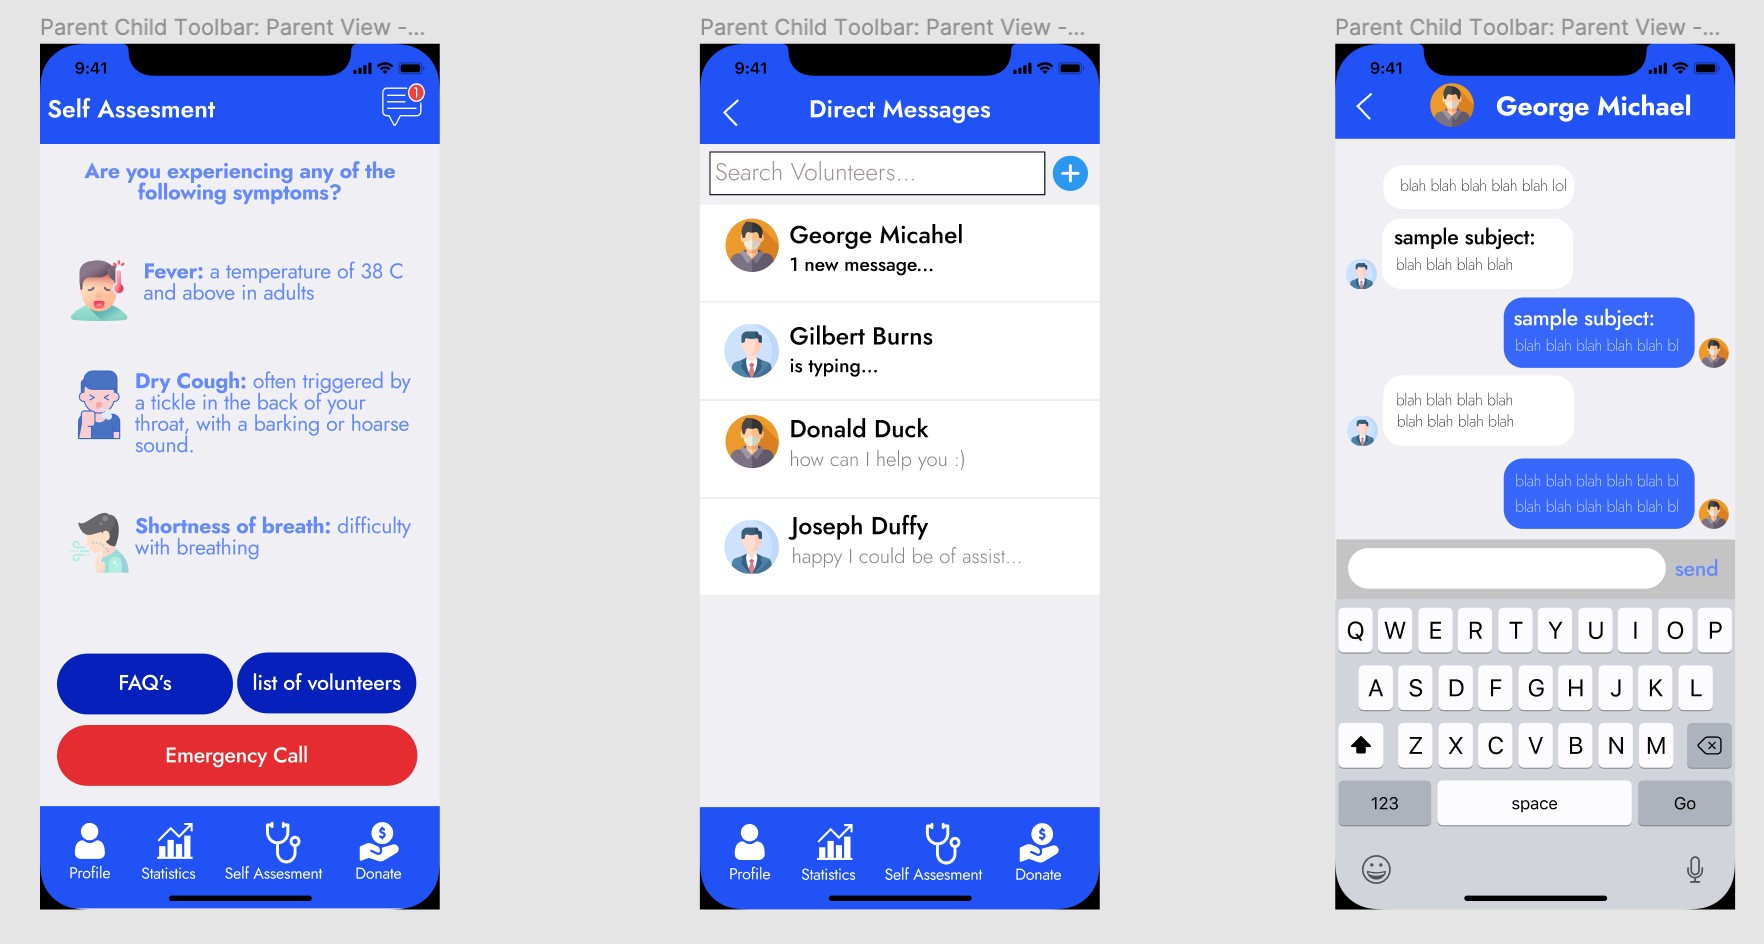 Parent Child Toolbar: Parent View -...
9:41
Self Assesment
1
Are you experiencing any of the
following symptoms?
Fever: a temperature of 38 C
and above in adults
Dry Cough: often triggered by
a tickle in the back of your
throat, with a barking or hoarse
sound.
Shortness of breath: difficulty
with breathing
FAQ's
list of volunteers
Emergency Call
Profile
Statistics
Self Assesment
$
Donate
Parent Child Toolbar: Parent View -...
9:41
Direct Messages
Search Volunteers...
George Micahel
1 new message...
Gilbert Burns
is typing...
Donald Duck
how can I help you :)
Joseph Duffy
happy I could be of assist...
Profile
Statistics
Self Assesment
$
Donate
Parent Child Toolbar: Parent View -...
9:41
George Michael
blah blah blah blah blah lol
sample subject:
blah blah blah blah
sample subject:
blah blah blah blah blah bl
blah blah blah blah
blah blah blah blah
blah blah blah blah blah bl
blah blah blah blah blah bl
send
Q W E R T Y U I O P
A S D F G H J K L
Z X C V B N M
123 space Go